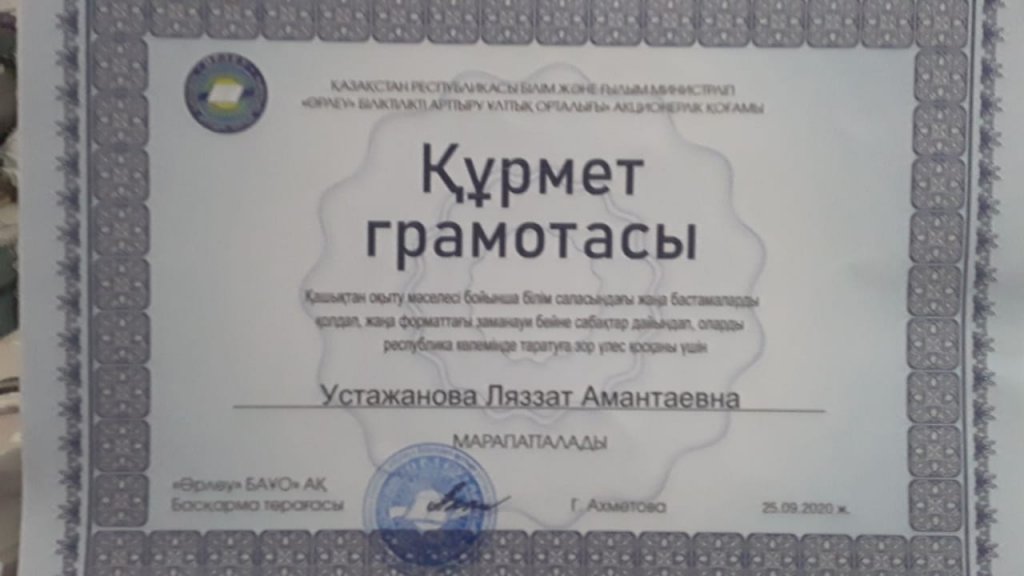 ҚАЗАҚСТАН РЕСПУБЛИКАСЫ БІЛІМ ЖӘНЕ ҒЫЛЫМ МИНИСТРЛІГІ
«ӨРЛЕУ» БІЛІКТІЛІКТІ АРТТЫРУ ҰЛТТЫҚ ОРТАЛЫҒЫ» АКЦИОНЕРЛІК ҚОҒАМЫ
Құрмет
грамотасы
Қашықтан оқыту мәселесі бойынша білім саласындағы жаңа бастамаларды
қолдап, жаңа форматтағы заманауи бейне сабақтар дайындап, оларды
республика көлемінде таратуға зор үлес қосқаны үшін
Устажанова Ляззат Амантаевна
МАРАПАТТАЛАДЫ
«Өрлеу» БАҰО» АҚ
Басқарма төрағасы
Г. Ахметова
25.09.2020 ж.